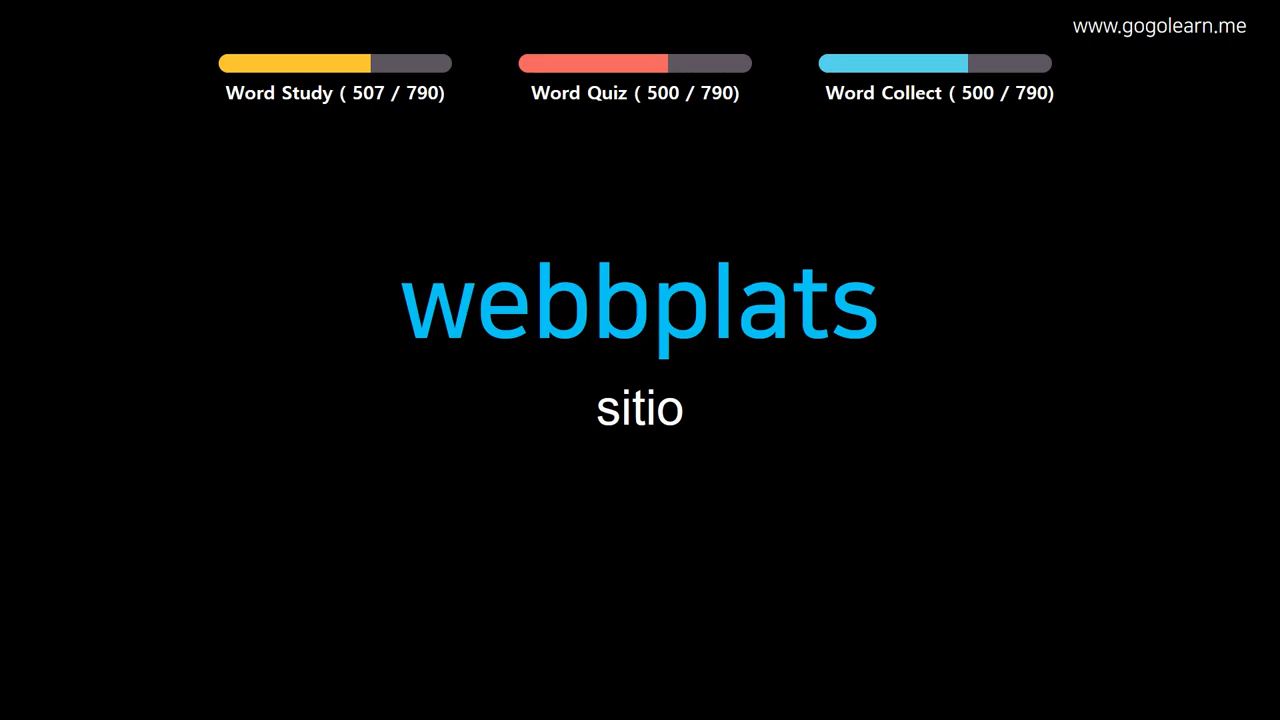 www.gogolearn.me
Word Study ( 507 / 790)
Word Quiz ( 500 / 790)
Word Collect ( 500 / 790)
webbplats
sitio